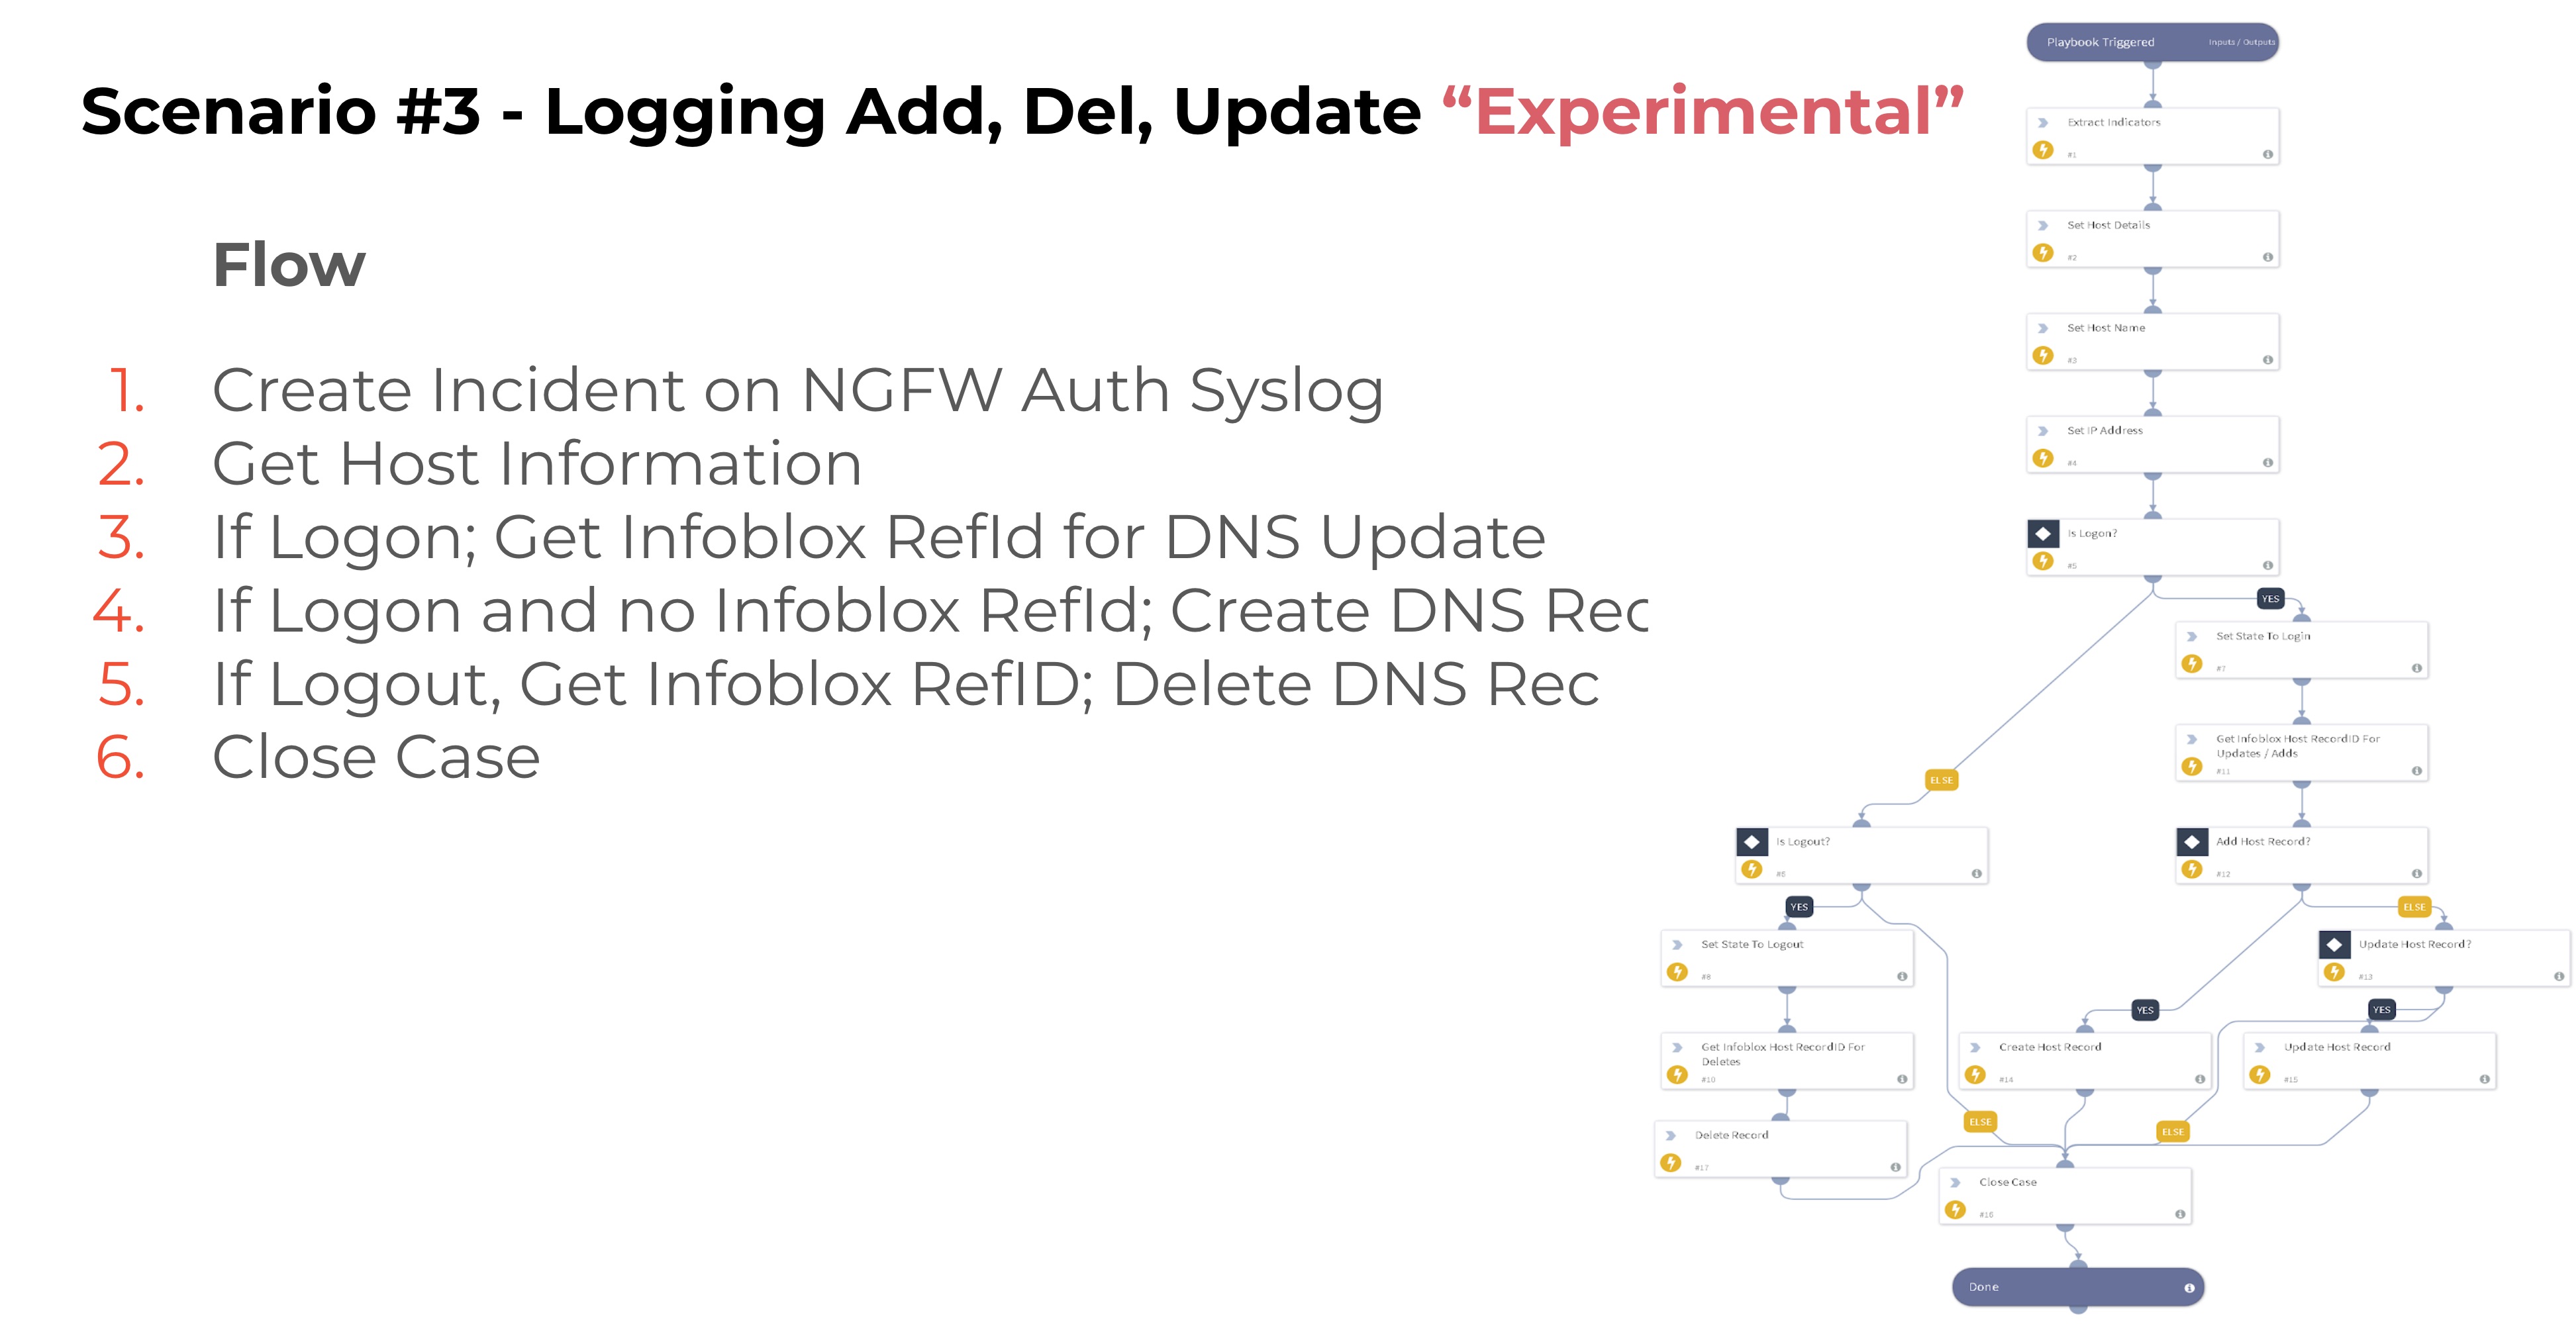 Scenario #3 - Logging Add, Del, Update “Experimental”
Flow
1. Create Incident on NGFW Auth Syslog
2. Get Host Information
3. If Logon; Get Infoblox RefId for DNS Update
4. If Logon and no Infoblox RefId; Create DNS Rec
5. If Logout, Get Infoblox RefID; Delete DNS Rec
6. Close Case
Playbook Triggered Inputs / Outputs
Extract Indicators
#1
Set Host Details
#2
Set Host Name
#3
Set IP Address
#4
Is Logon?
#5
YES
Set State To Login
#7
Get Infoblox Host RecordID For
Updates / Adds
#11
ELSE
Is Logout?
#6
Add Host Record?
#12
YES
ELSE
Set State To Logout
#8
Update Host Record?
#13
YES
YES
Get Infoblox Host RecordID For
Deletes
#10
Create Host Record
#14
Update Host Record
#15
ELSE
ELSE
Delete Record
#17
Close Case
#16
Done